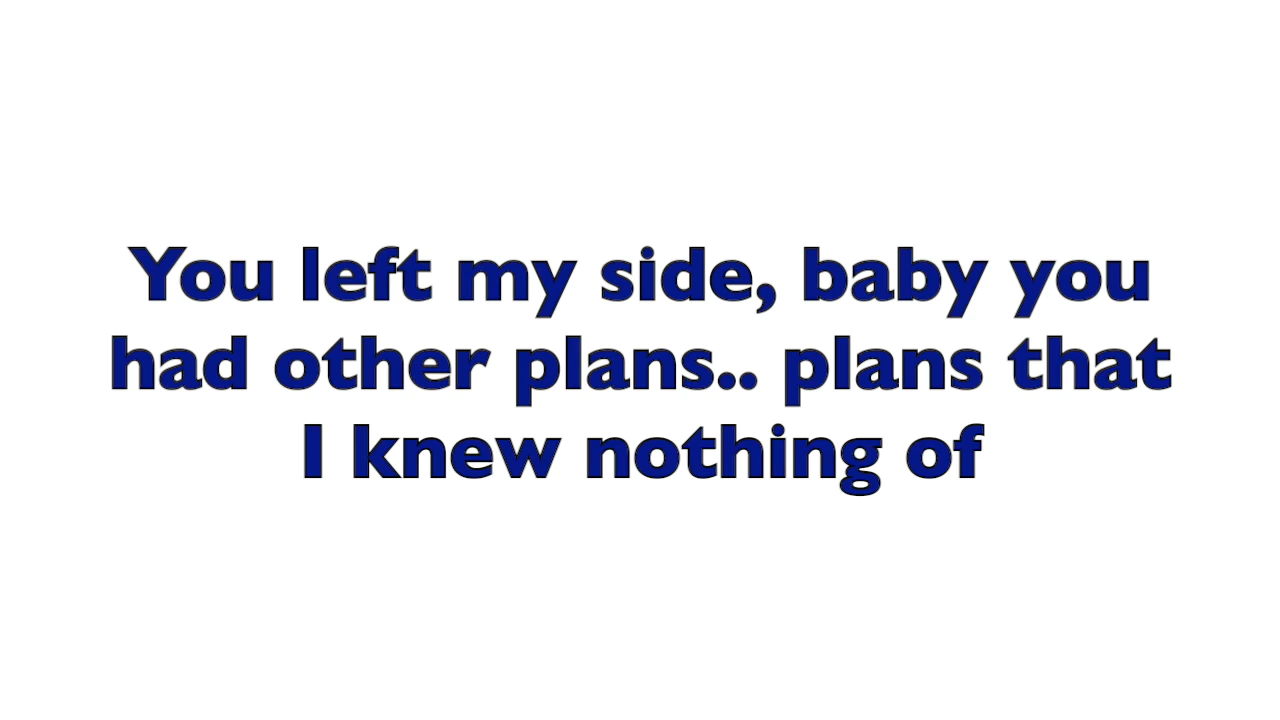 You left my side, baby you
had other plans.. plans that
I knew nothing of